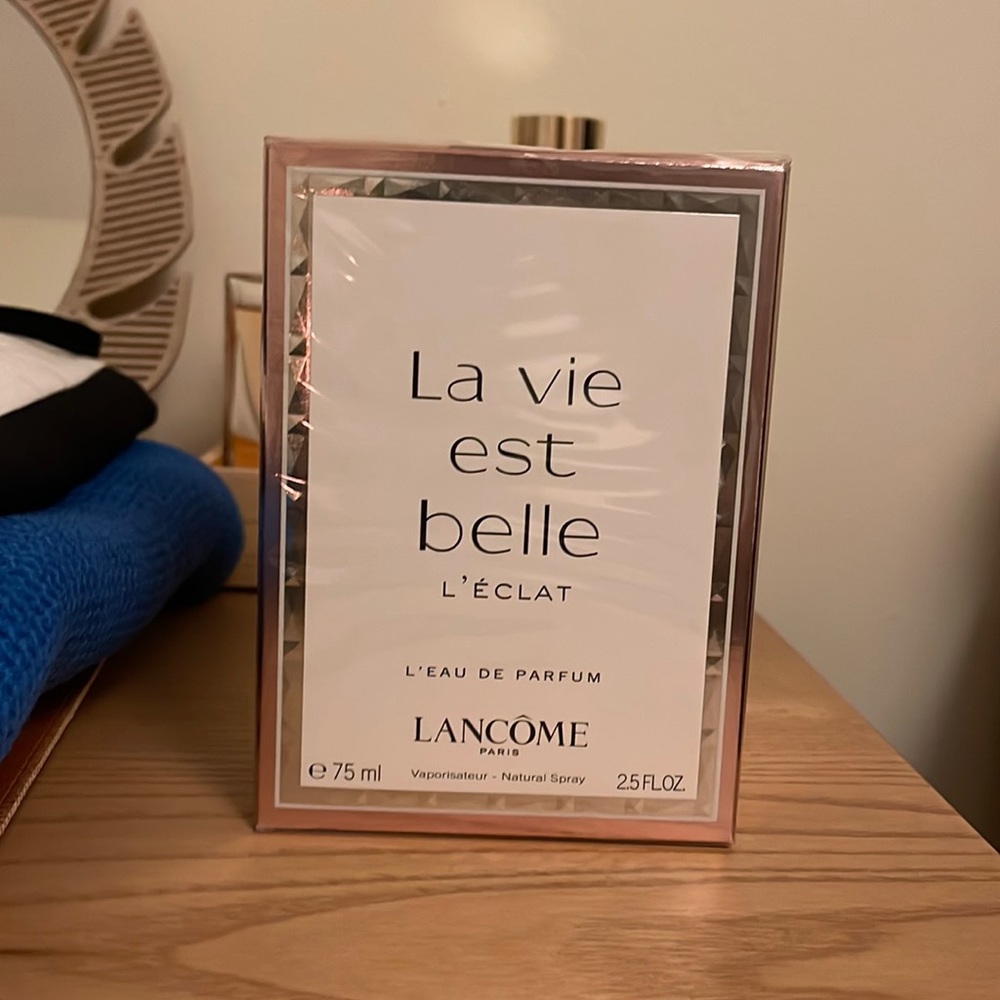 La vie
est
belle
L'ÉCLAT
L'EAU DE PARFUM
LANCÔME
PARIS
℮ 75 ml Vaporisateur - Natural Spray 2.5 FL.OZ.